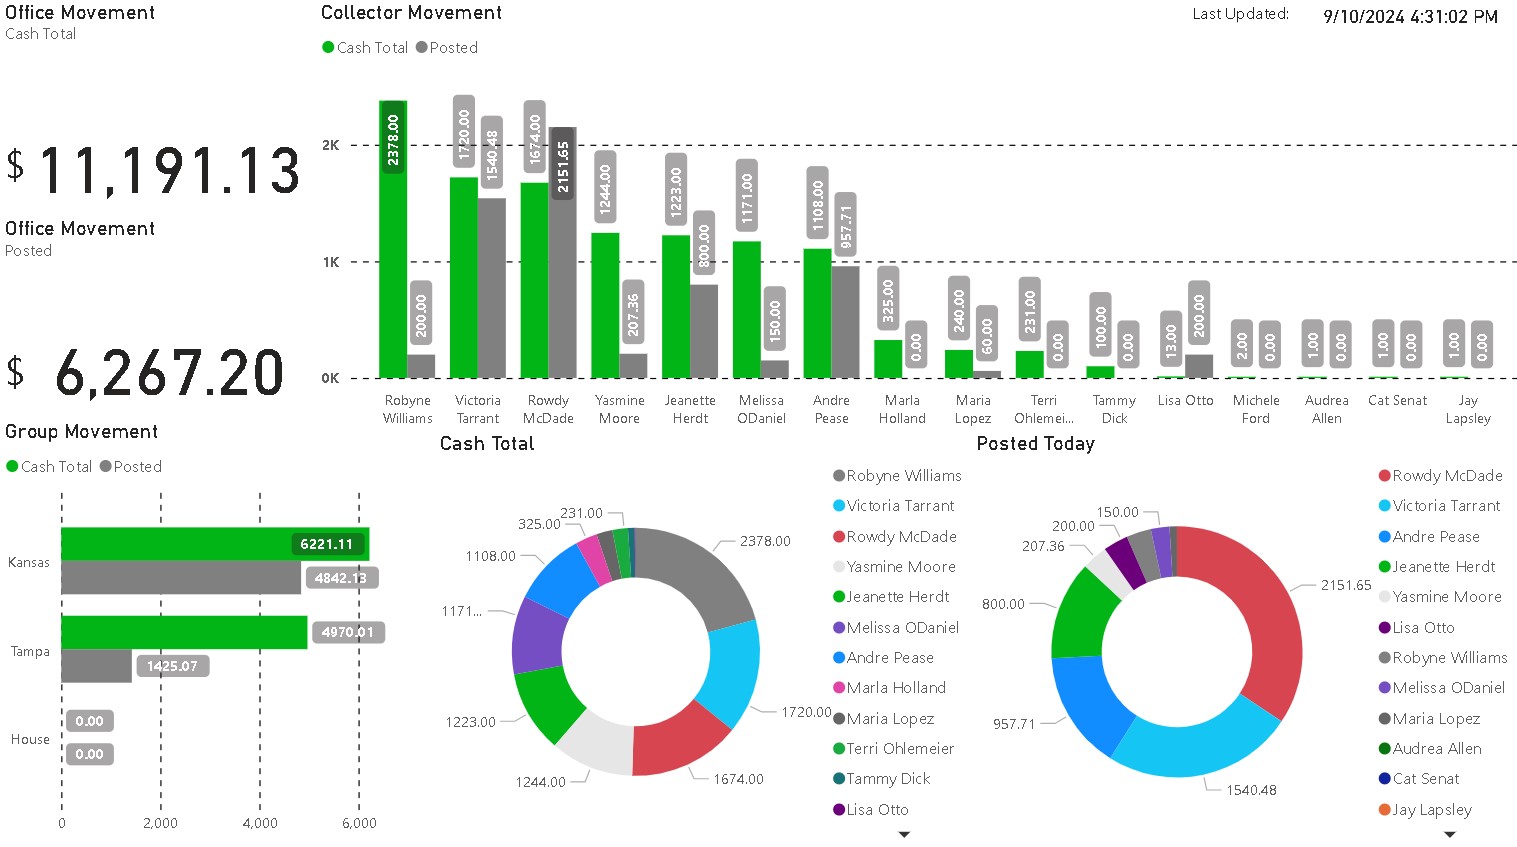 Office Movement
Cash Total
$ 11,191.13
Office Movement
Posted
$ 6,267.20
Collector Movement
Cash Total Posted
Last Updated: 9/10/2024 4:31:02 PM
2K
1K
0K
2378.00
200.00
1720.00
1540.48
1674.00
2151.65
1244.00
207.36
1223.00
800.00
1171.00
150.00
1108.00
957.71
325.00
0.00
240.00
60.00
231.00
0.00
100.00
0.00
13.00
200.00
2.00
0.00
1.00
0.00
1.00
0.00
1.00
0.00
Robyne
Williams
Victoria
Tarrant
Rowdy
McDade
Yasmine
Moore
Jeanette
Herdt
Melissa
ODaniel
Andre
Pease
Marla
Holland
Maria
Lopez
Terri
Ohlemei...
Tammy
Dick
Lisa Otto
Michele
Ford
Audrea
Allen
Cat Senat
Jay
Lapsley
Group Movement
Cash Total Posted
Kansas
6221.11
4842.13
Tampa
4970.01
1425.07
House
0.00
0.00
0
2,000
4,000
6,000
Cash Total
231.00
325.00
1108.00
1171...
1223.00
1244.00
1674.00
1720.00
2378.00
Robyne Williams
Victoria Tarrant
Rowdy McDade
Yasmine Moore
Jeanette Herdt
Melissa ODaniel
Andre Pease
Marla Holland
Maria Lopez
Terri Ohlemeier
Tammy Dick
Lisa Otto
Posted Today
150.00
200.00
207.36
800.00
957.71
1540.48
2151.65
Rowdy McDade
Victoria Tarrant
Andre Pease
Jeanette Herdt
Yasmine Moore
Lisa Otto
Robyne Williams
Melissa ODaniel
Maria Lopez
Audrea Allen
Cat Senat
Jay Lapsley